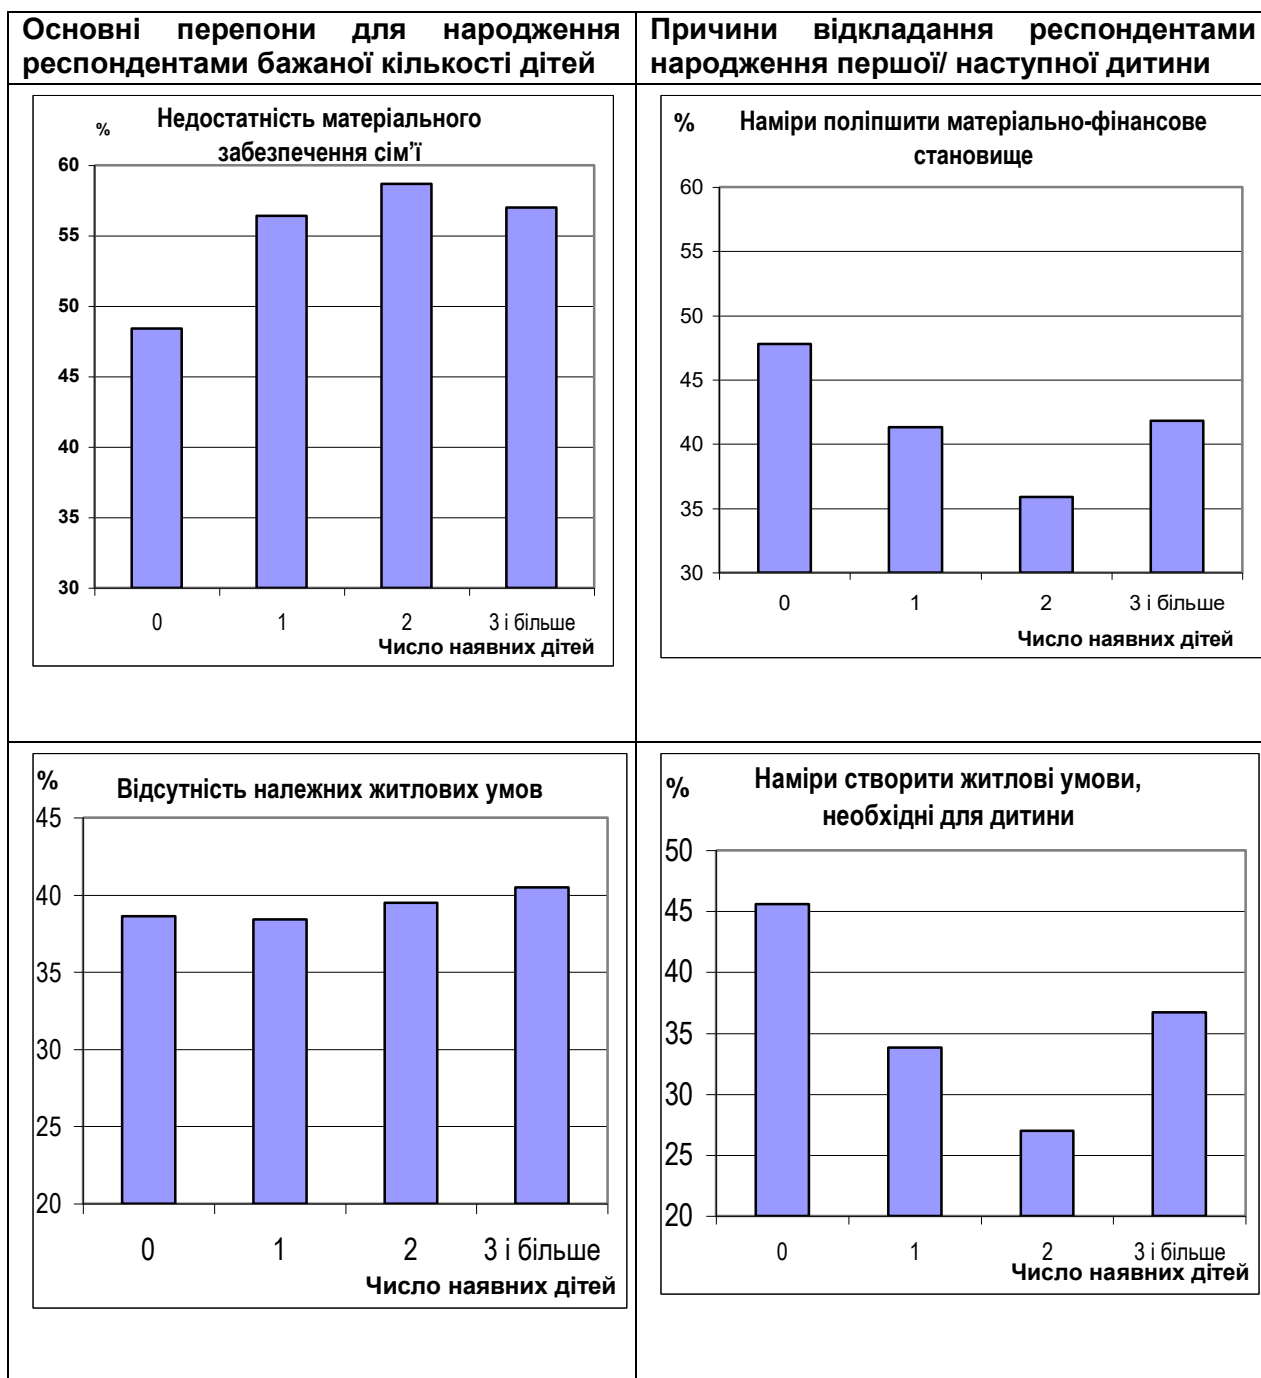 Основні перепони для народження
респондентами бажаної кількості дітей
Причини відкладання респондентами
народження першої/ наступної дитини
%
Недостатність матеріального
забезпечення сім’ї
60
55
50
45
40
35
30
0 1 2 3 і більше
Число наявних дітей
%
Наміри поліпшити матеріально-фінансове
становище
60
55
50
45
40
35
30
0 1 2 3 і більше
Число наявних дітей
%
Відсутність належних житлових умов
45
40
35
30
25
20
0 1 2 3 і більше
Число наявних дітей
%
Наміри створити житлові умови,
необхідні для дитини
50
45
40
35
30
25
20
0 1 2 3 і більше
Число наявних дітей